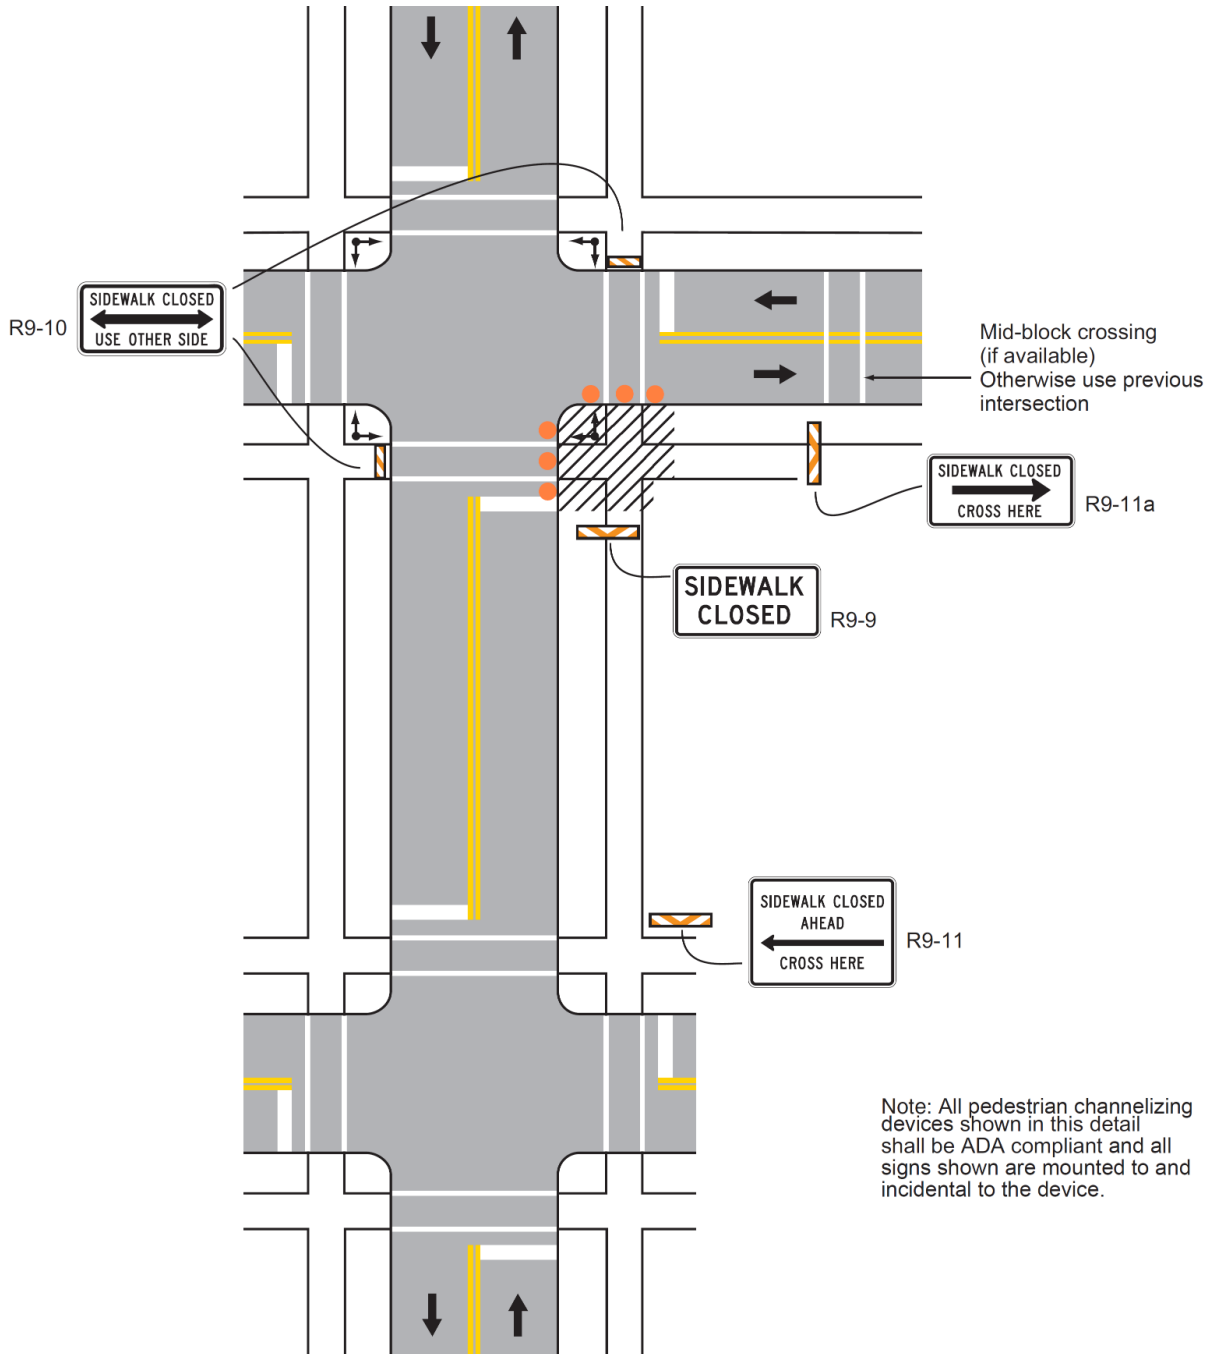 R9-10
SIDEWALK CLOSED
USE OTHER SIDE
Mid-block crossing
(if available)
Otherwise use previous
intersection
SIDEWALK CLOSED
CROSS HERE
R9-11a
SIDEWALK
CLOSED
R9-9
SIDEWALK CLOSED
AHEAD
CROSS HERE
R9-11
Note: All pedestrian channelizing
devices shown in this detail
shall be ADA compliant and all
signs shown are mounted to and
incidental to the device.